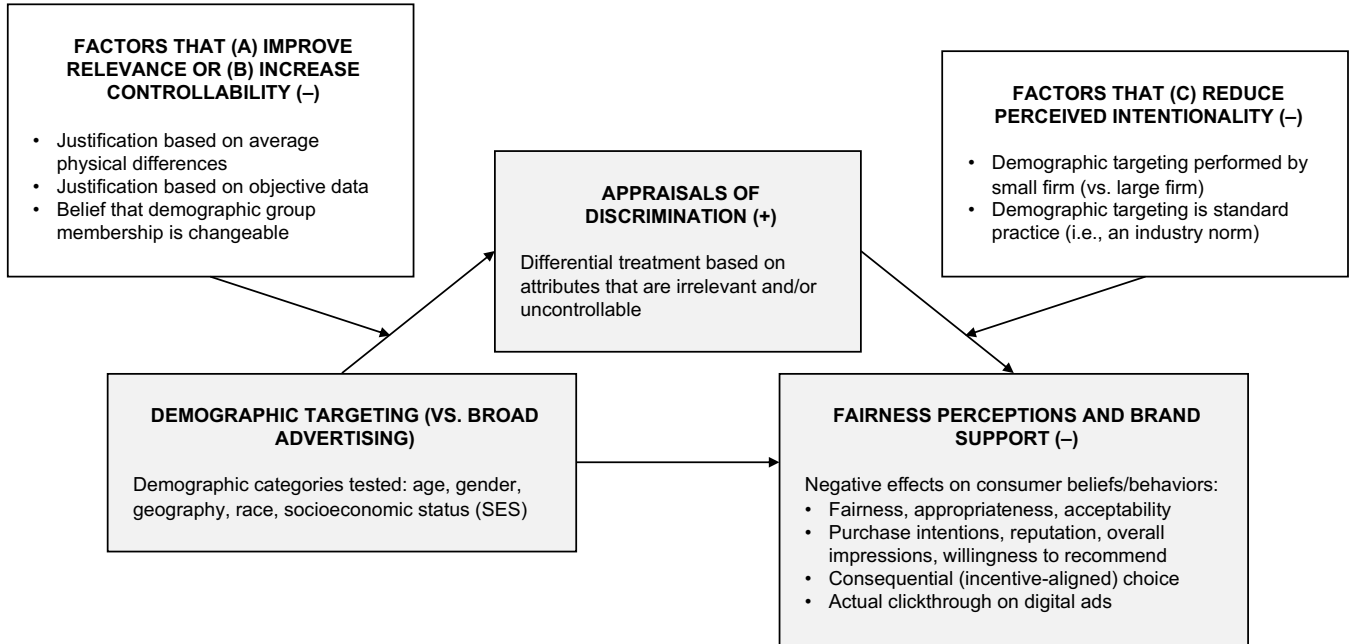 FACTORS THAT (A) IMPROVE
RELEVANCE OR (B) INCREASE
CONTROLLABILITY (–)
• Justification based on average
physical differences
• Justification based on objective data
• Belief that demographic group
membership is changeable
FACTORS THAT (C) REDUCE
PERCEIVED INTENTIONALITY (–)
• Demographic targeting performed by
small firm (vs. large firm)
• Demographic targeting is standard
practice (i.e., an industry norm)
APPRAISALS OF
DISCRIMINATION (+)
Differential treatment based on
attributes that are irrelevant and/or
uncontrollable
DEMOGRAPHIC TARGETING (VS. BROAD
ADVERTISING)
Demographic categories tested: age, gender,
geography, race, socioeconomic status (SES)
FAIRNESS PERCEPTIONS AND BRAND
SUPPORT (–)
Negative effects on consumer beliefs/behaviors:
• Fairness, appropriateness, acceptability
• Purchase intentions, reputation, overall
impressions, willingness to recommend
• Consequential (incentive-aligned) choice
• Actual clickthrough on digital ads